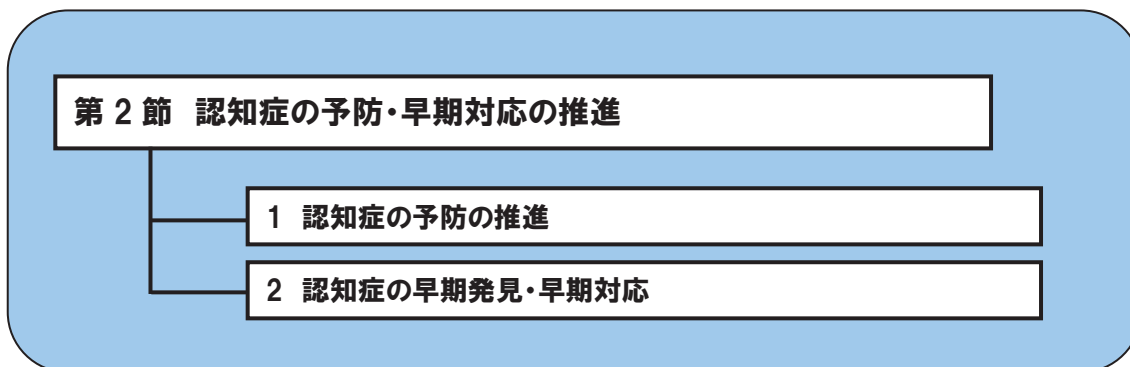 第2節 認知症の予防・早期対応の推進
1 認知症の予防の推進
2 認知症の早期発見・早期対応